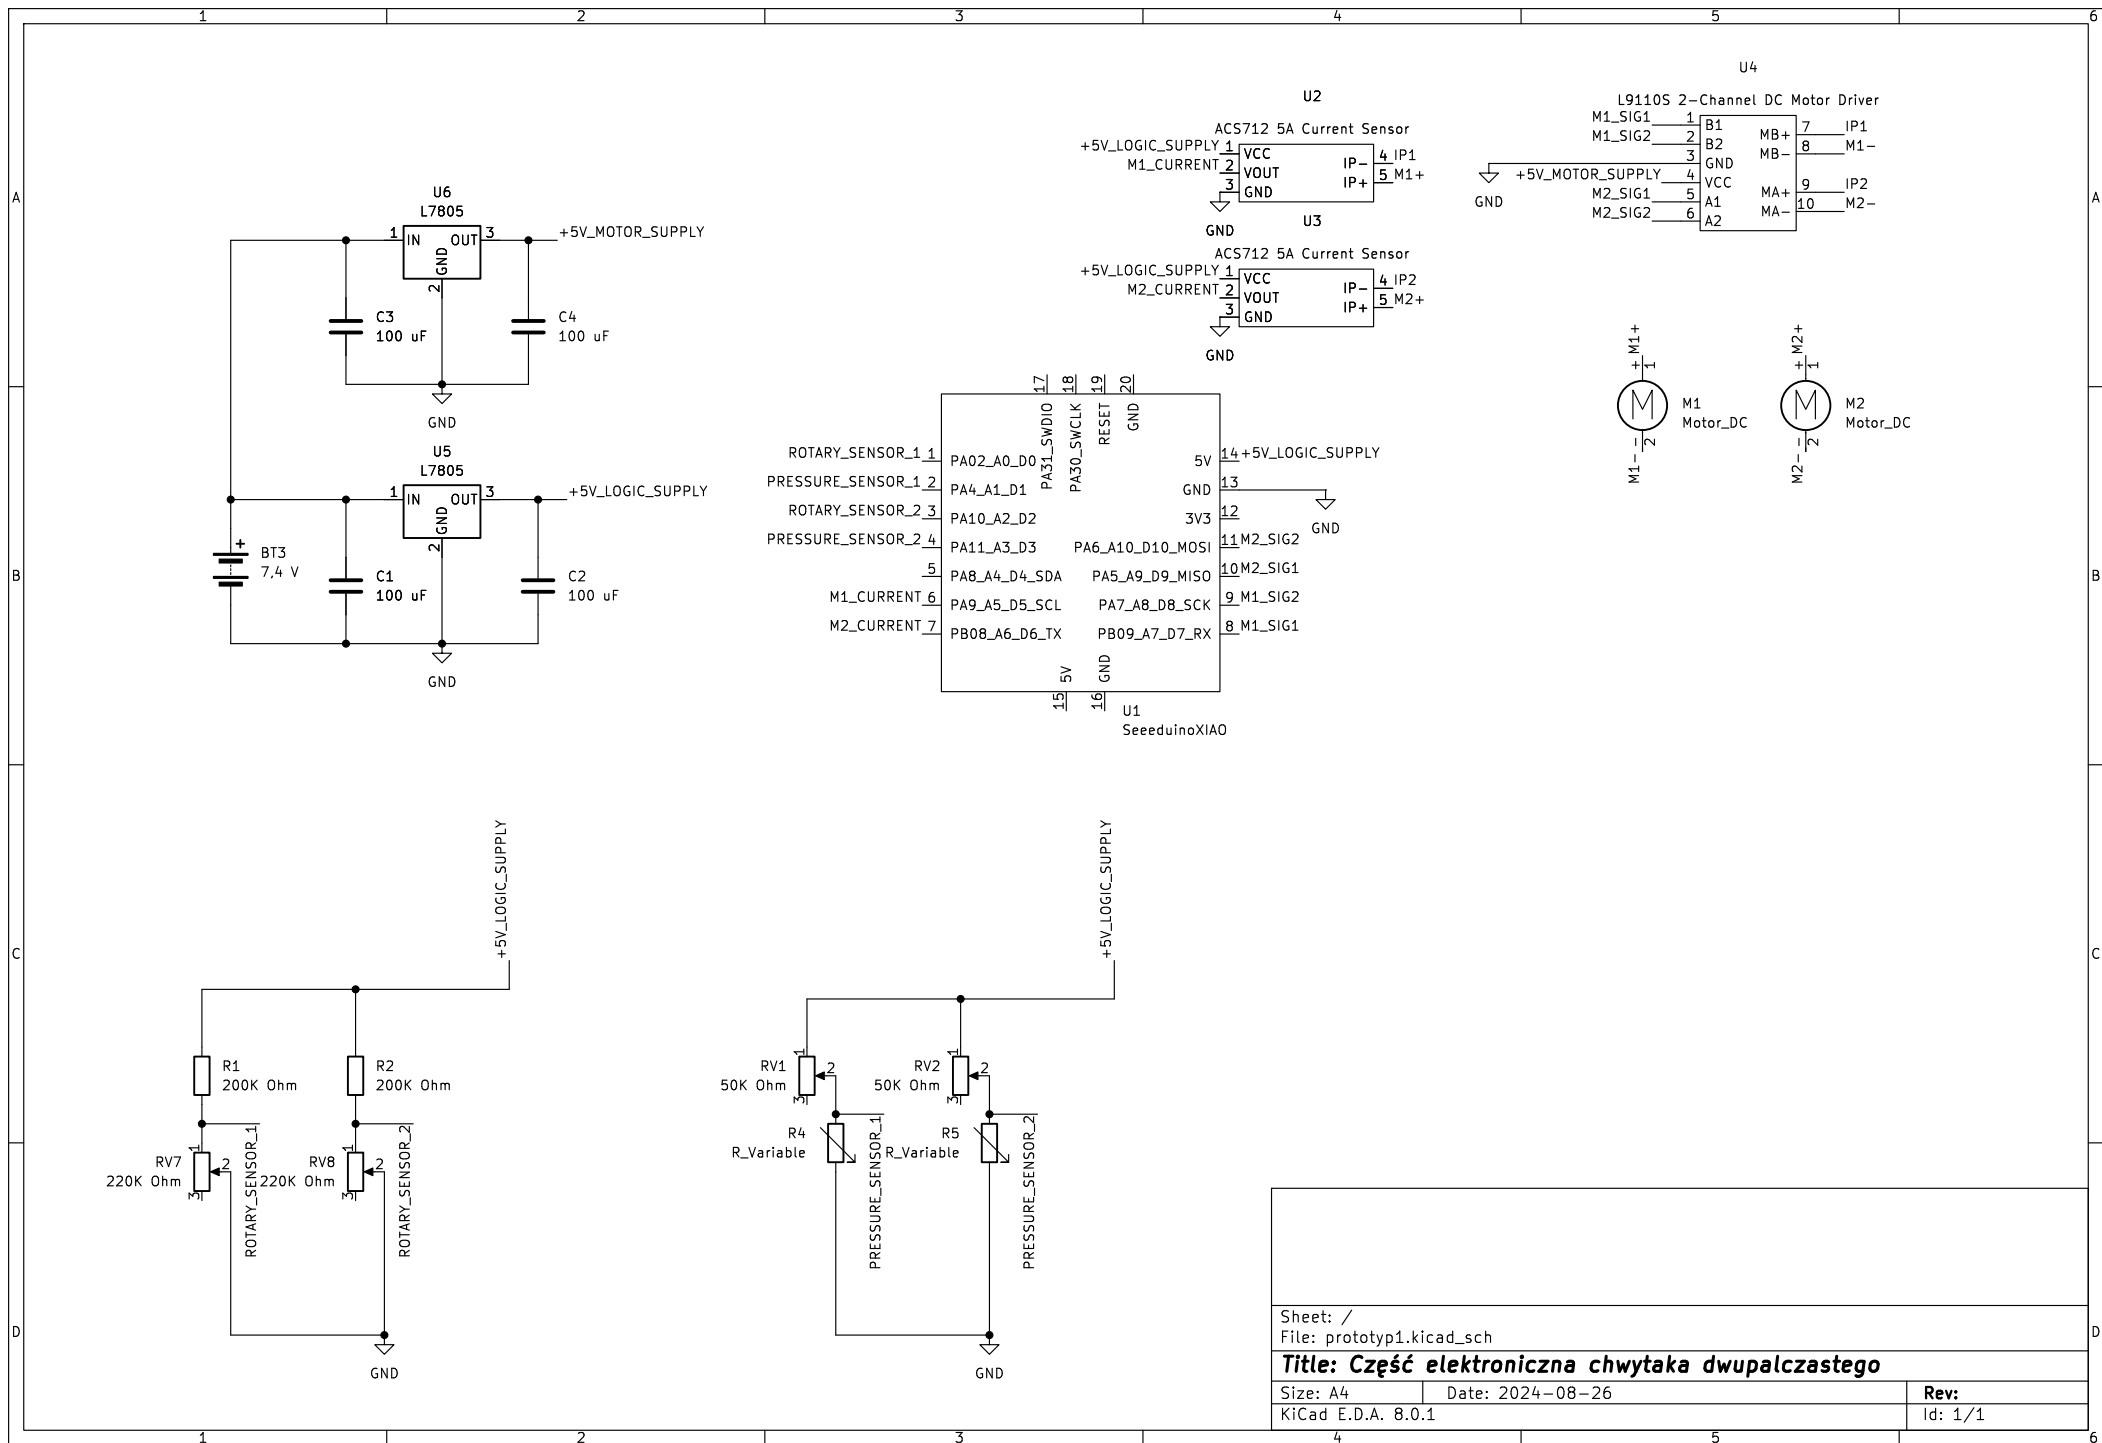 1 2 3 4 5 6
A
B
C
D
U6
L7805
1 IN OUT 3
GND
2
+5V_MOTOR_SUPPLY
C3
100 uF
C4
100 uF
GND
U5
L7805
1 IN OUT 3
GND
2
+5V_LOGIC_SUPPLY
+
BT3
7,4 V
C1
100 uF
C2
100 uF
GND
U2
ACS712 5A Current Sensor
+5V_LOGIC_SUPPLY 1 VCC
M1_CURRENT 2 VOUT
3 GND
IP- 4 IP1
IP+ 5 M1+
GND
U3
ACS712 5A Current Sensor
+5V_LOGIC_SUPPLY 1 VCC
M2_CURRENT 2 VOUT
3 GND
IP- 4 IP2
IP+ 5 M2+
GND
U4
L9110S 2-Channel DC Motor Driver
M1_SIG1 1 B1
M1_SIG2 2 B2
3 GND
+5V_MOTOR_SUPPLY 4 VCC
M2_SIG1 5 A1
M2_SIG2 6 A2
MB+ 7 IP1
MB- 8 M1-
MA+ 9 IP2
MA- 10 M2-
GND
M1+
+ 1
M
M1
Motor_DC
- 2
M1-
M2+
+ 1
M
M2
Motor_DC
- 2
M2-
17 PA31_SWDIO
18 PA30_SWCLK
19 RESET
20 GND
ROTARY_SENSOR_1 1 PA02_A0_D0
PRESSURE_SENSOR_1 2 PA4_A1_D1
ROTARY_SENSOR_2 3 PA10_A2_D2
PRESSURE_SENSOR_2 4 PA11_A3_D3
5 PA8_A4_D4_SDA
M1_CURRENT 6 PA9_A5_D5_SCL
M2_CURRENT 7 PB08_A6_D6_TX
5V 14 +5V_LOGIC_SUPPLY
GND 13
GND
3V3 12
PA6_A10_D10_MOSI 11 M2_SIG2
PA5_A9_D9_MISO 10 M2_SIG1
PA7_A8_D8_SCK 9 M1_SIG2
PB09_A7_D7_RX 8 M1_SIG1
5V 15
GND 16
U1
SeeeduinoXIAO
+5V_LOGIC_SUPPLY
R1
200K Ohm
R2
200K Ohm
RV7
220K Ohm
1
2
3
ROTARY_SENSOR_1
RV8
220K Ohm
1
2
3
ROTARY_SENSOR_2
GND
+5V_LOGIC_SUPPLY
RV1
50K Ohm
1
2
3
RV2
50K Ohm
1
2
3
R4
R_Variable
PRESSURE_SENSOR_1
R5
R_Variable
PRESSURE_SENSOR_2
GND
Sheet: /
File: prototyp1.kicad_sch
Title: Część elektroniczna chwytaka dwupalczastego
Size: A4 Date: 2024-08-26 Rev:
KiCad E.D.A. 8.0.1 Id: 1/1
A
B
C
D
1 2 3 4 5 6